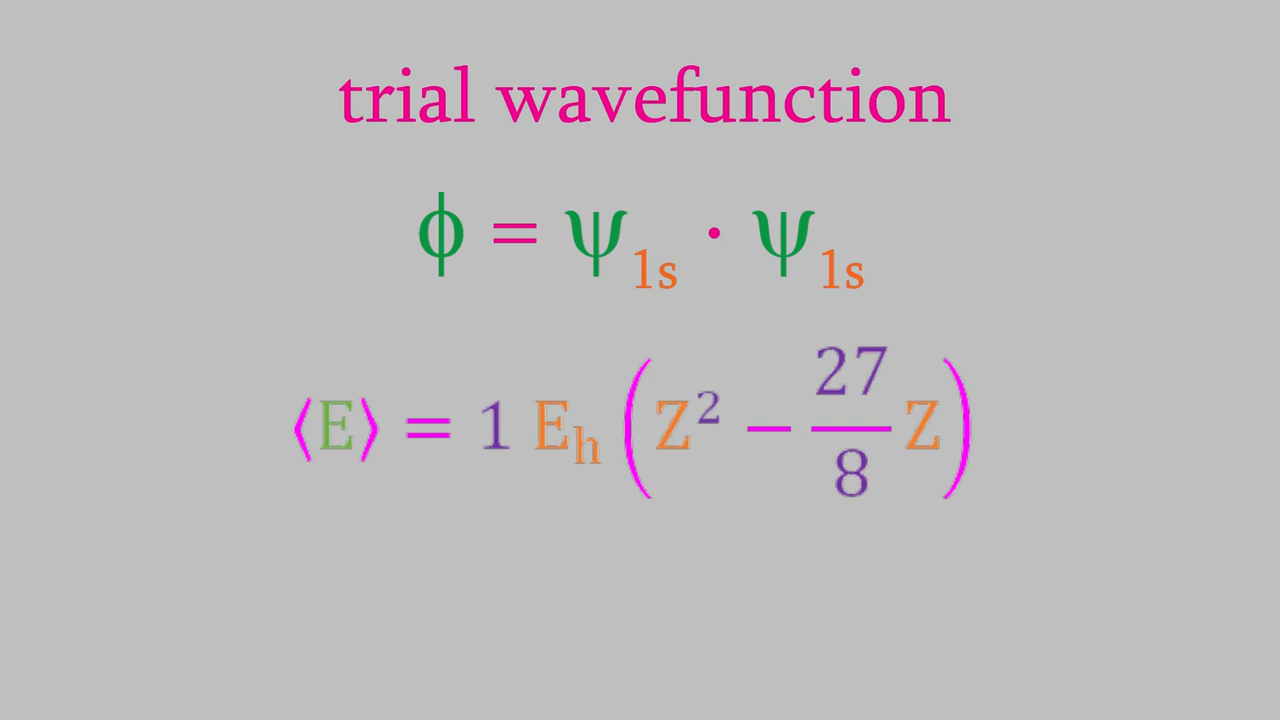 trial wavefunction
ϕ = ψ₁ₛ · ψ₁ₛ
⟨E⟩ = 1 Eₕ (Z² − 27/8 Z)